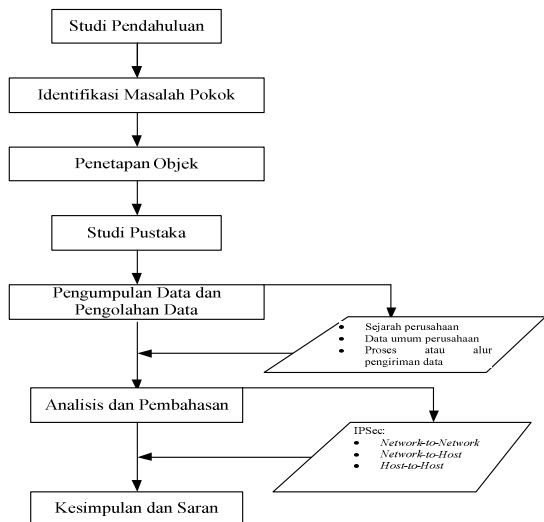 Studi Pendahuluan
Identifikasi Masalah Pokok
Penetapan Objek
Studi Pustaka
Pengumpulan Data dan
Pengolahan Data
• Sejarah perusahaan
• Data umum perusahaan
• Proses atau alur
pengiriman data
Analisis dan Pembahasan
IPSec:
• Network-to-Network
• Network-to-Host
• Host-to-Host
Kesimpulan dan Saran